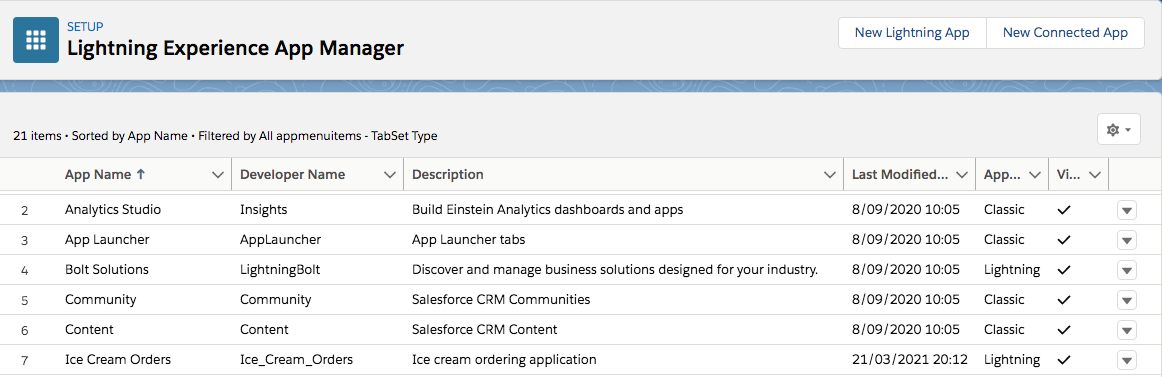 SETUP
Lightning Experience App Manager
New Lightning App New Connected App
21 items • Sorted by App Name • Filtered by All appmenuitems - TabSet Type
App Name Developer Name Description Last Modified... App... Vi...
2 Analytics Studio Insights Build Einstein Analytics dashboards and apps 8/09/2020 10:05 Classic
3 App Launcher AppLauncher App Launcher tabs 8/09/2020 10:05 Classic
4 Bolt Solutions LightningBolt Discover and manage business solutions designed for your industry. 8/09/2020 10:05 Lightning
5 Community Community Salesforce CRM Communities 8/09/2020 10:05 Classic
6 Content Content Salesforce CRM Content 8/09/2020 10:05 Classic
7 Ice Cream Orders Ice_Cream_Orders Ice cream ordering application 21/03/2021 20:12 Lightning